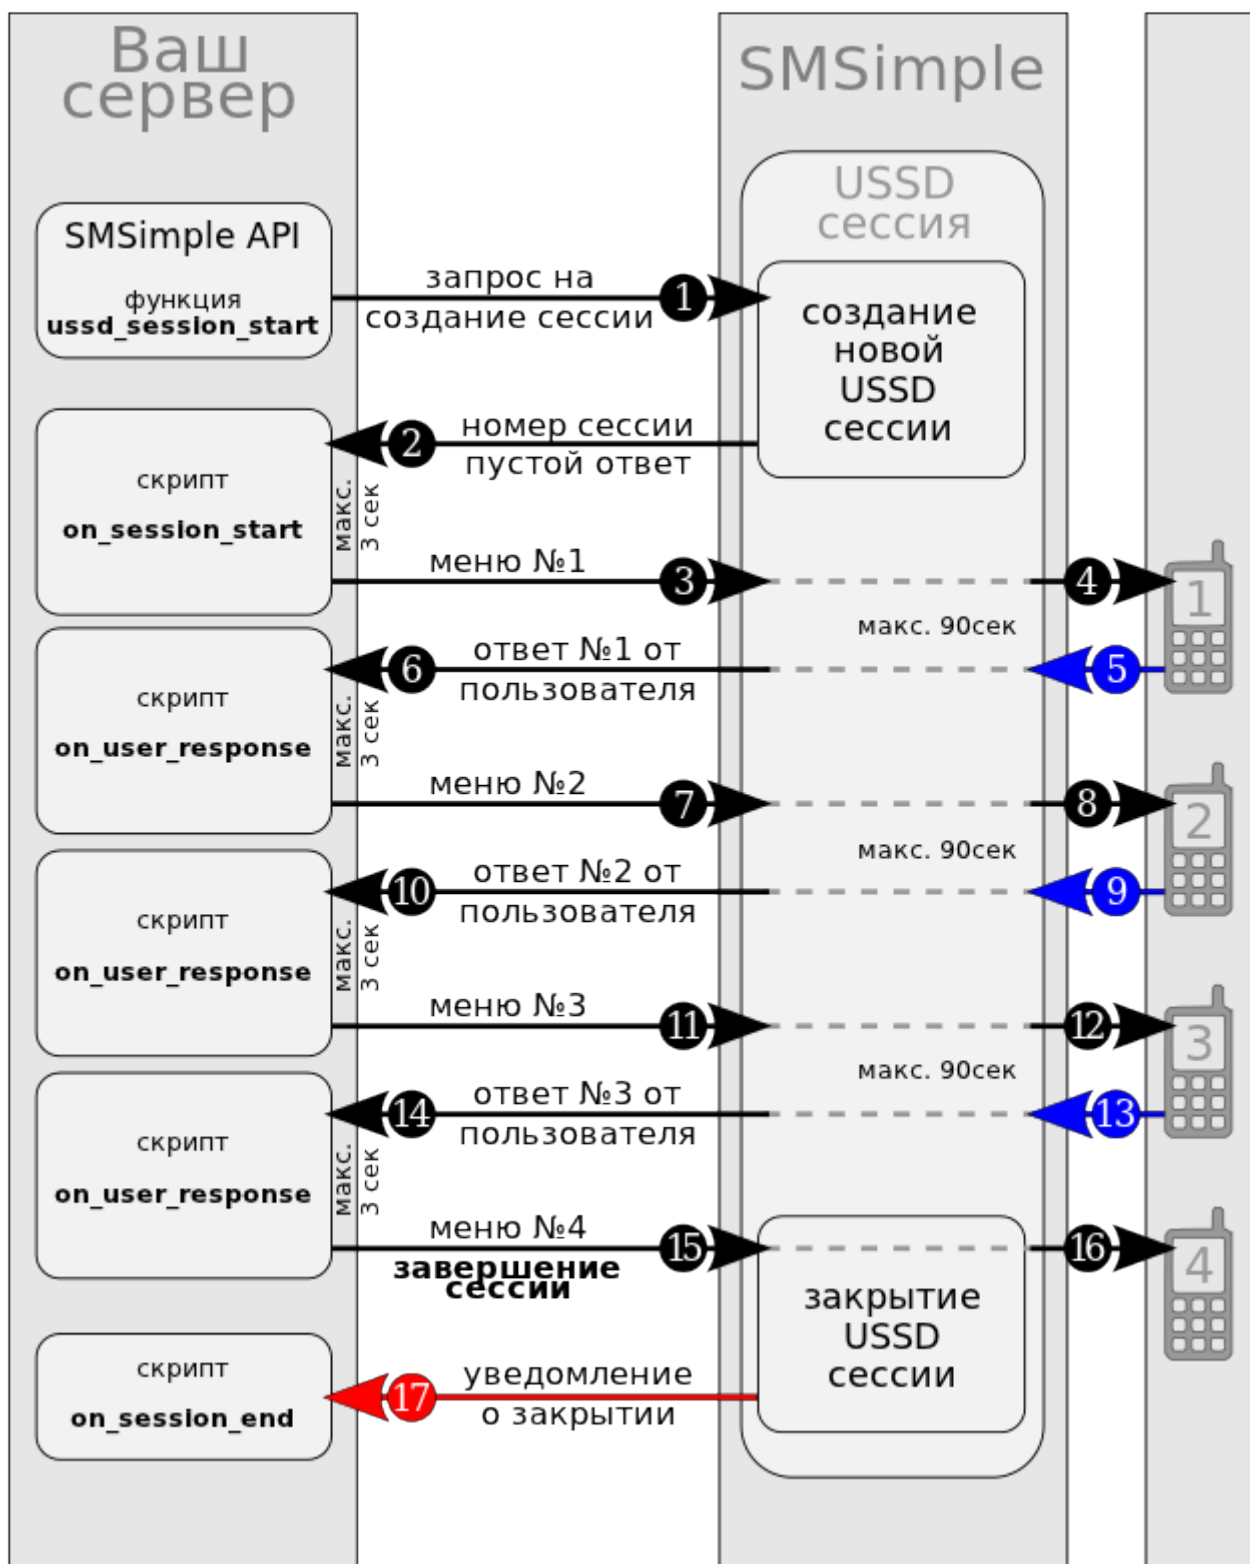 Ваш
сервер
SMSimple
USSD
сессия
SMSimple API
функция
ussd_session_start
запрос на
1
создание сессии
создание
новой
USSD
сессии
номер сессии
2
пустой ответ
скрипт
on_session_start
макс.
3 сек
меню №1
3
4
1
макс. 90сек
ответ №1 от
6
5
пользователя
скрипт
on_user_response
макс.
3 сек
меню №2
7
8
2
макс. 90сек
ответ №2 от
10
9
пользователя
скрипт
on_user_response
макс.
3 сек
меню №3
11
12
3
макс. 90сек
ответ №3 от
14
13
пользователя
скрипт
on_user_response
макс.
3 сек
меню №4
15
16
4
завершение
сессии
закрытие
USSD
сессии
скрипт
on_session_end
уведомление
17
о закрытии